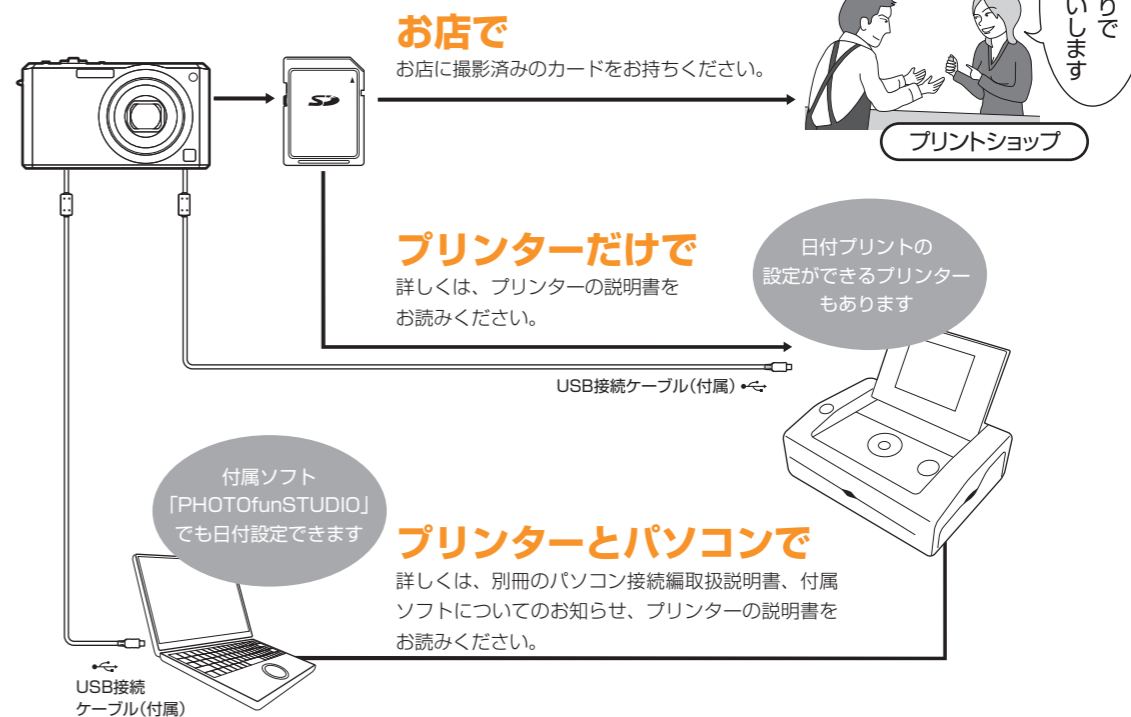 お店で
お店に撮影済みのカードをお持ちください。
りで
いします
プリントショップ
SD
プリンターだけで
詳しくは、プリンターの説明書を
お読みください。
日付プリントの
設定ができるプリンター
もあります
USB接続ケーブル(付属)
付属ソフト
「PHOTOfunSTUDIO」
でも日付設定できます
プリンターとパソコンで
詳しくは、別冊のパソコン接続編取扱説明書、付属
ソフトについてのお知らせ、プリンターの説明書を
お読みください。
USB接続
ケーブル(付属)